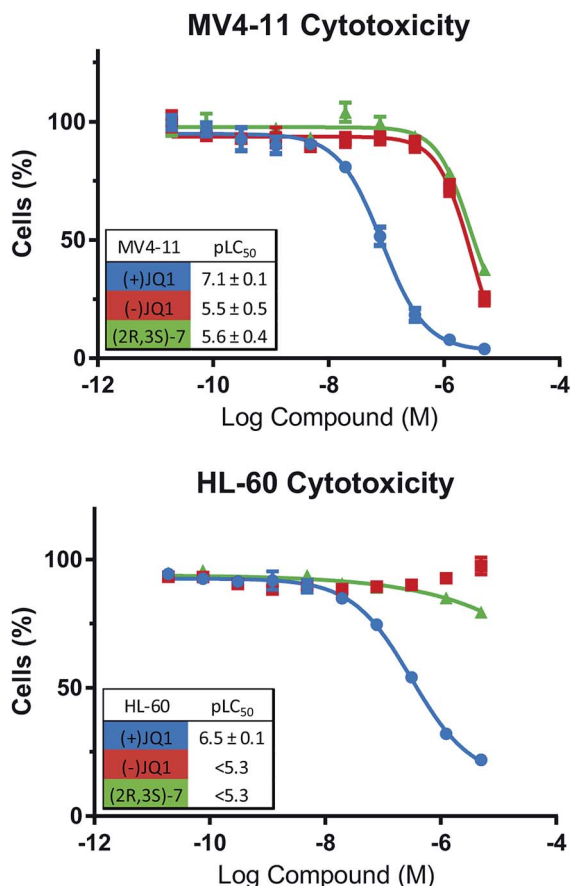 MV4-11 Cytotoxicity
100
50
0
Cells (%)
MV4-11 pLC50
(+)JQ1 7.1 ± 0.1
(-)JQ1 5.5 ± 0.5
(2R,3S)-7 5.6 ± 0.4
-12 -10 -8 -6 -4
Log Compound (M)
HL-60 Cytotoxicity
100
50
0
Cells (%)
HL-60 pLC50
(+)JQ1 6.5 ± 0.1
(-)JQ1 <5.3
(2R,3S)-7 <5.3
-12 -10 -8 -6 -4
Log Compound (M)